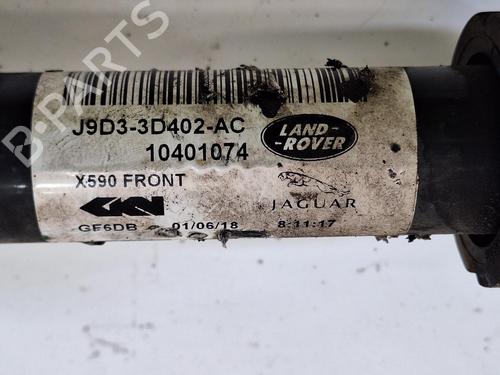 B-PARTS
J9D3-3D402-AC
10401074
LAND-
-ROVER
X590 FRONT
GKN
JAGUAR
GF6DB 01/06/18 8:11:17